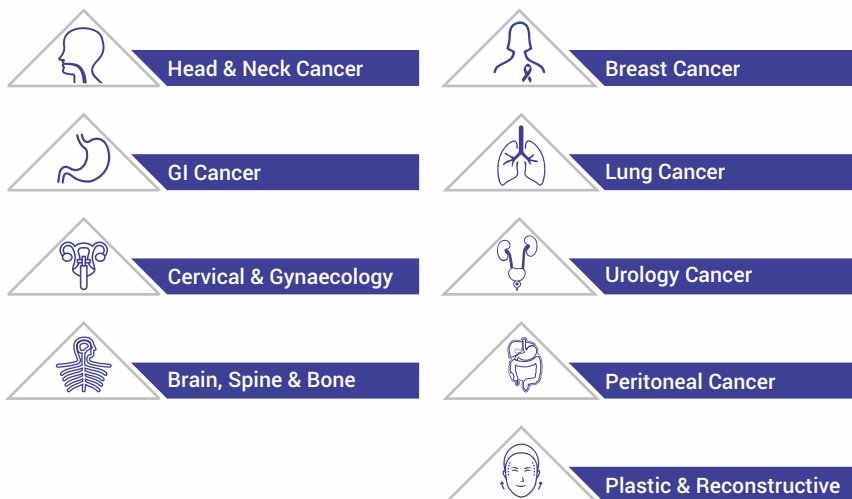 Head & Neck Cancer
Breast Cancer
GI Cancer
Lung Cancer
Cervical & Gynaecology
Urology Cancer
Brain, Spine & Bone
Peritoneal Cancer
Plastic & Reconstructive